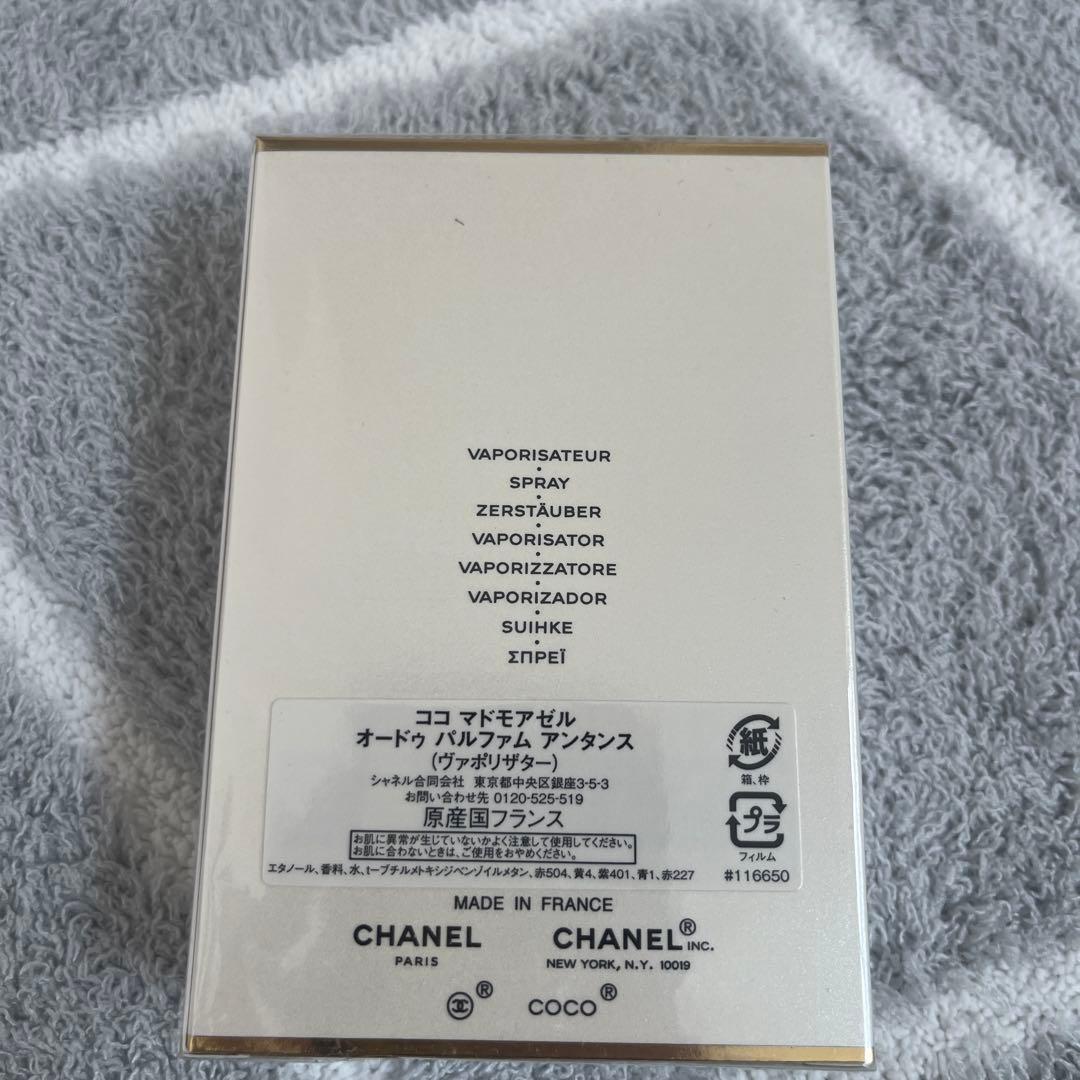 VAPORISATEUR
SPRAY
ZERSTÄUBER
VAPORISATOR
VAPORIZZATORE
VAPORIZADOR
SUIHKE
ΣΠΡΕΪ
ココ マドモアゼル
オードゥ パルファム アンタンス
(ヴァポリザター)
シャネル合同会社 東京都中央区銀座3-5-3
お問い合わせ先 0120-525-519
原産国フランス
お肌に異常が生じていないかよく注意して使用してください。
お肌に合わないときは、ご使用をおやめください。
エタノール、香料、水、t-ブチルメトキシジベンゾイルメタン、赤504、黄4、紫401、青1、赤227
紙
箱、枠
プラ
フィルム
#116650
MADE IN FRANCE
CHANEL
PARIS
CHANEL® INC.
NEW YORK, N.Y. 10019
® COCO®